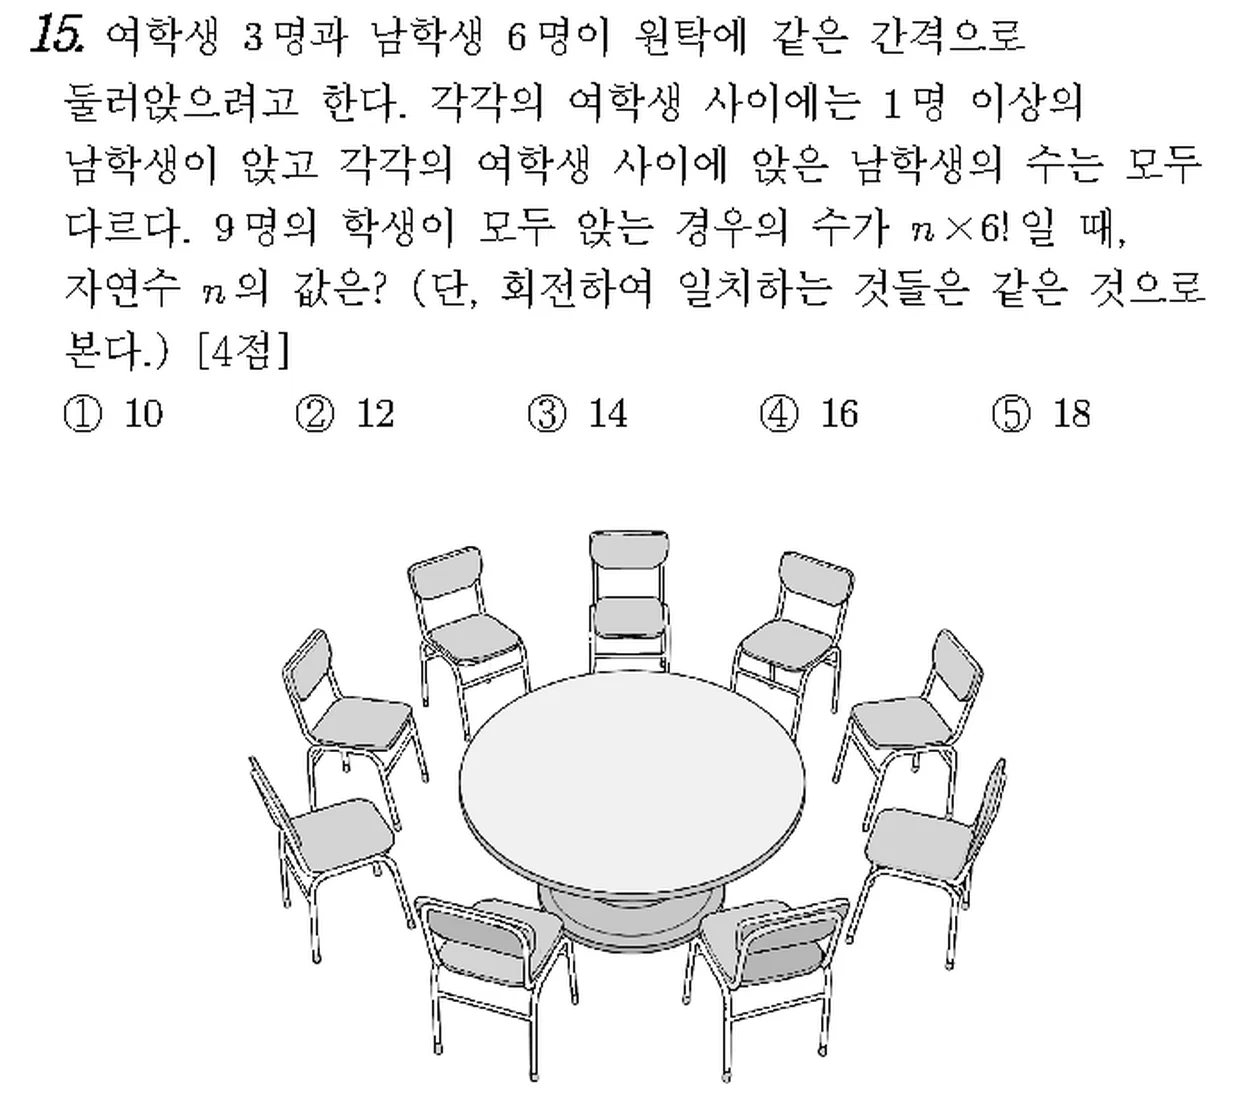 15. 여학생 3명과 남학생 6명이 원탁에 같은 간격으로
둘러앉으려고 한다. 각각의 여학생 사이에는 1명 이상의
남학생이 앉고 각각의 여학생 사이에 앉은 남학생의 수는 모두
다르다. 9명의 학생이 모두 앉는 경우의 수가 n×6!일 때,
자연수 n의 값은? (단, 회전하여 일치하는 것들은 같은 것으로
본다.) [4점]
① 10 ② 12 ③ 14 ④ 16 ⑤ 18